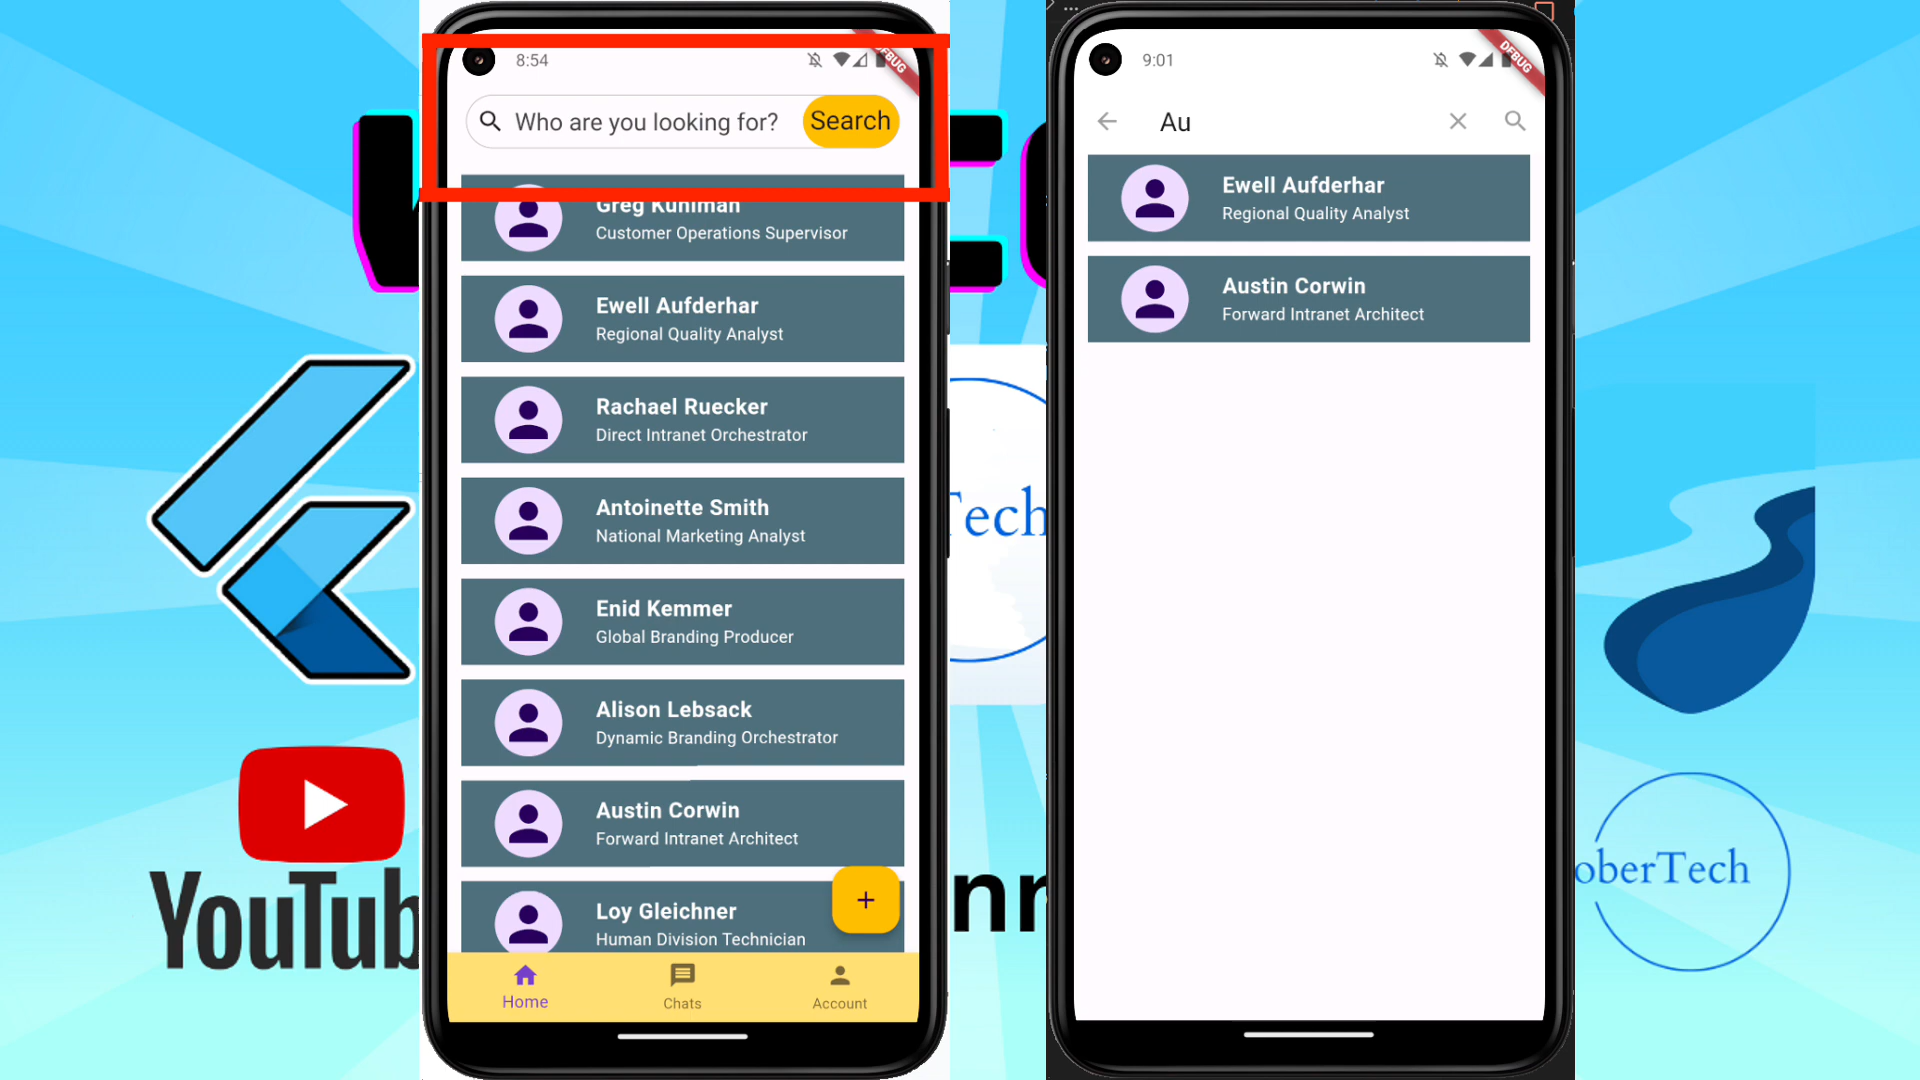 8:54
DEBUG
Who are you looking for?
Search
Greg Kuhlman
Customer Operations Supervisor
Ewell Aufderhar
Regional Quality Analyst
Rachael Ruecker
Direct Intranet Orchestrator
Antoinette Smith
National Marketing Analyst
Enid Kemmer
Global Branding Producer
Alison Lebsack
Dynamic Branding Orchestrator
Austin Corwin
Forward Intranet Architect
Loy Gleichner
Human Division Technician
+
Home
Chats
Account
9:01
DEBUG
Au
Ewell Aufderhar
Regional Quality Analyst
Austin Corwin
Forward Intranet Architect
Tech
YouTub
nn
oberTech